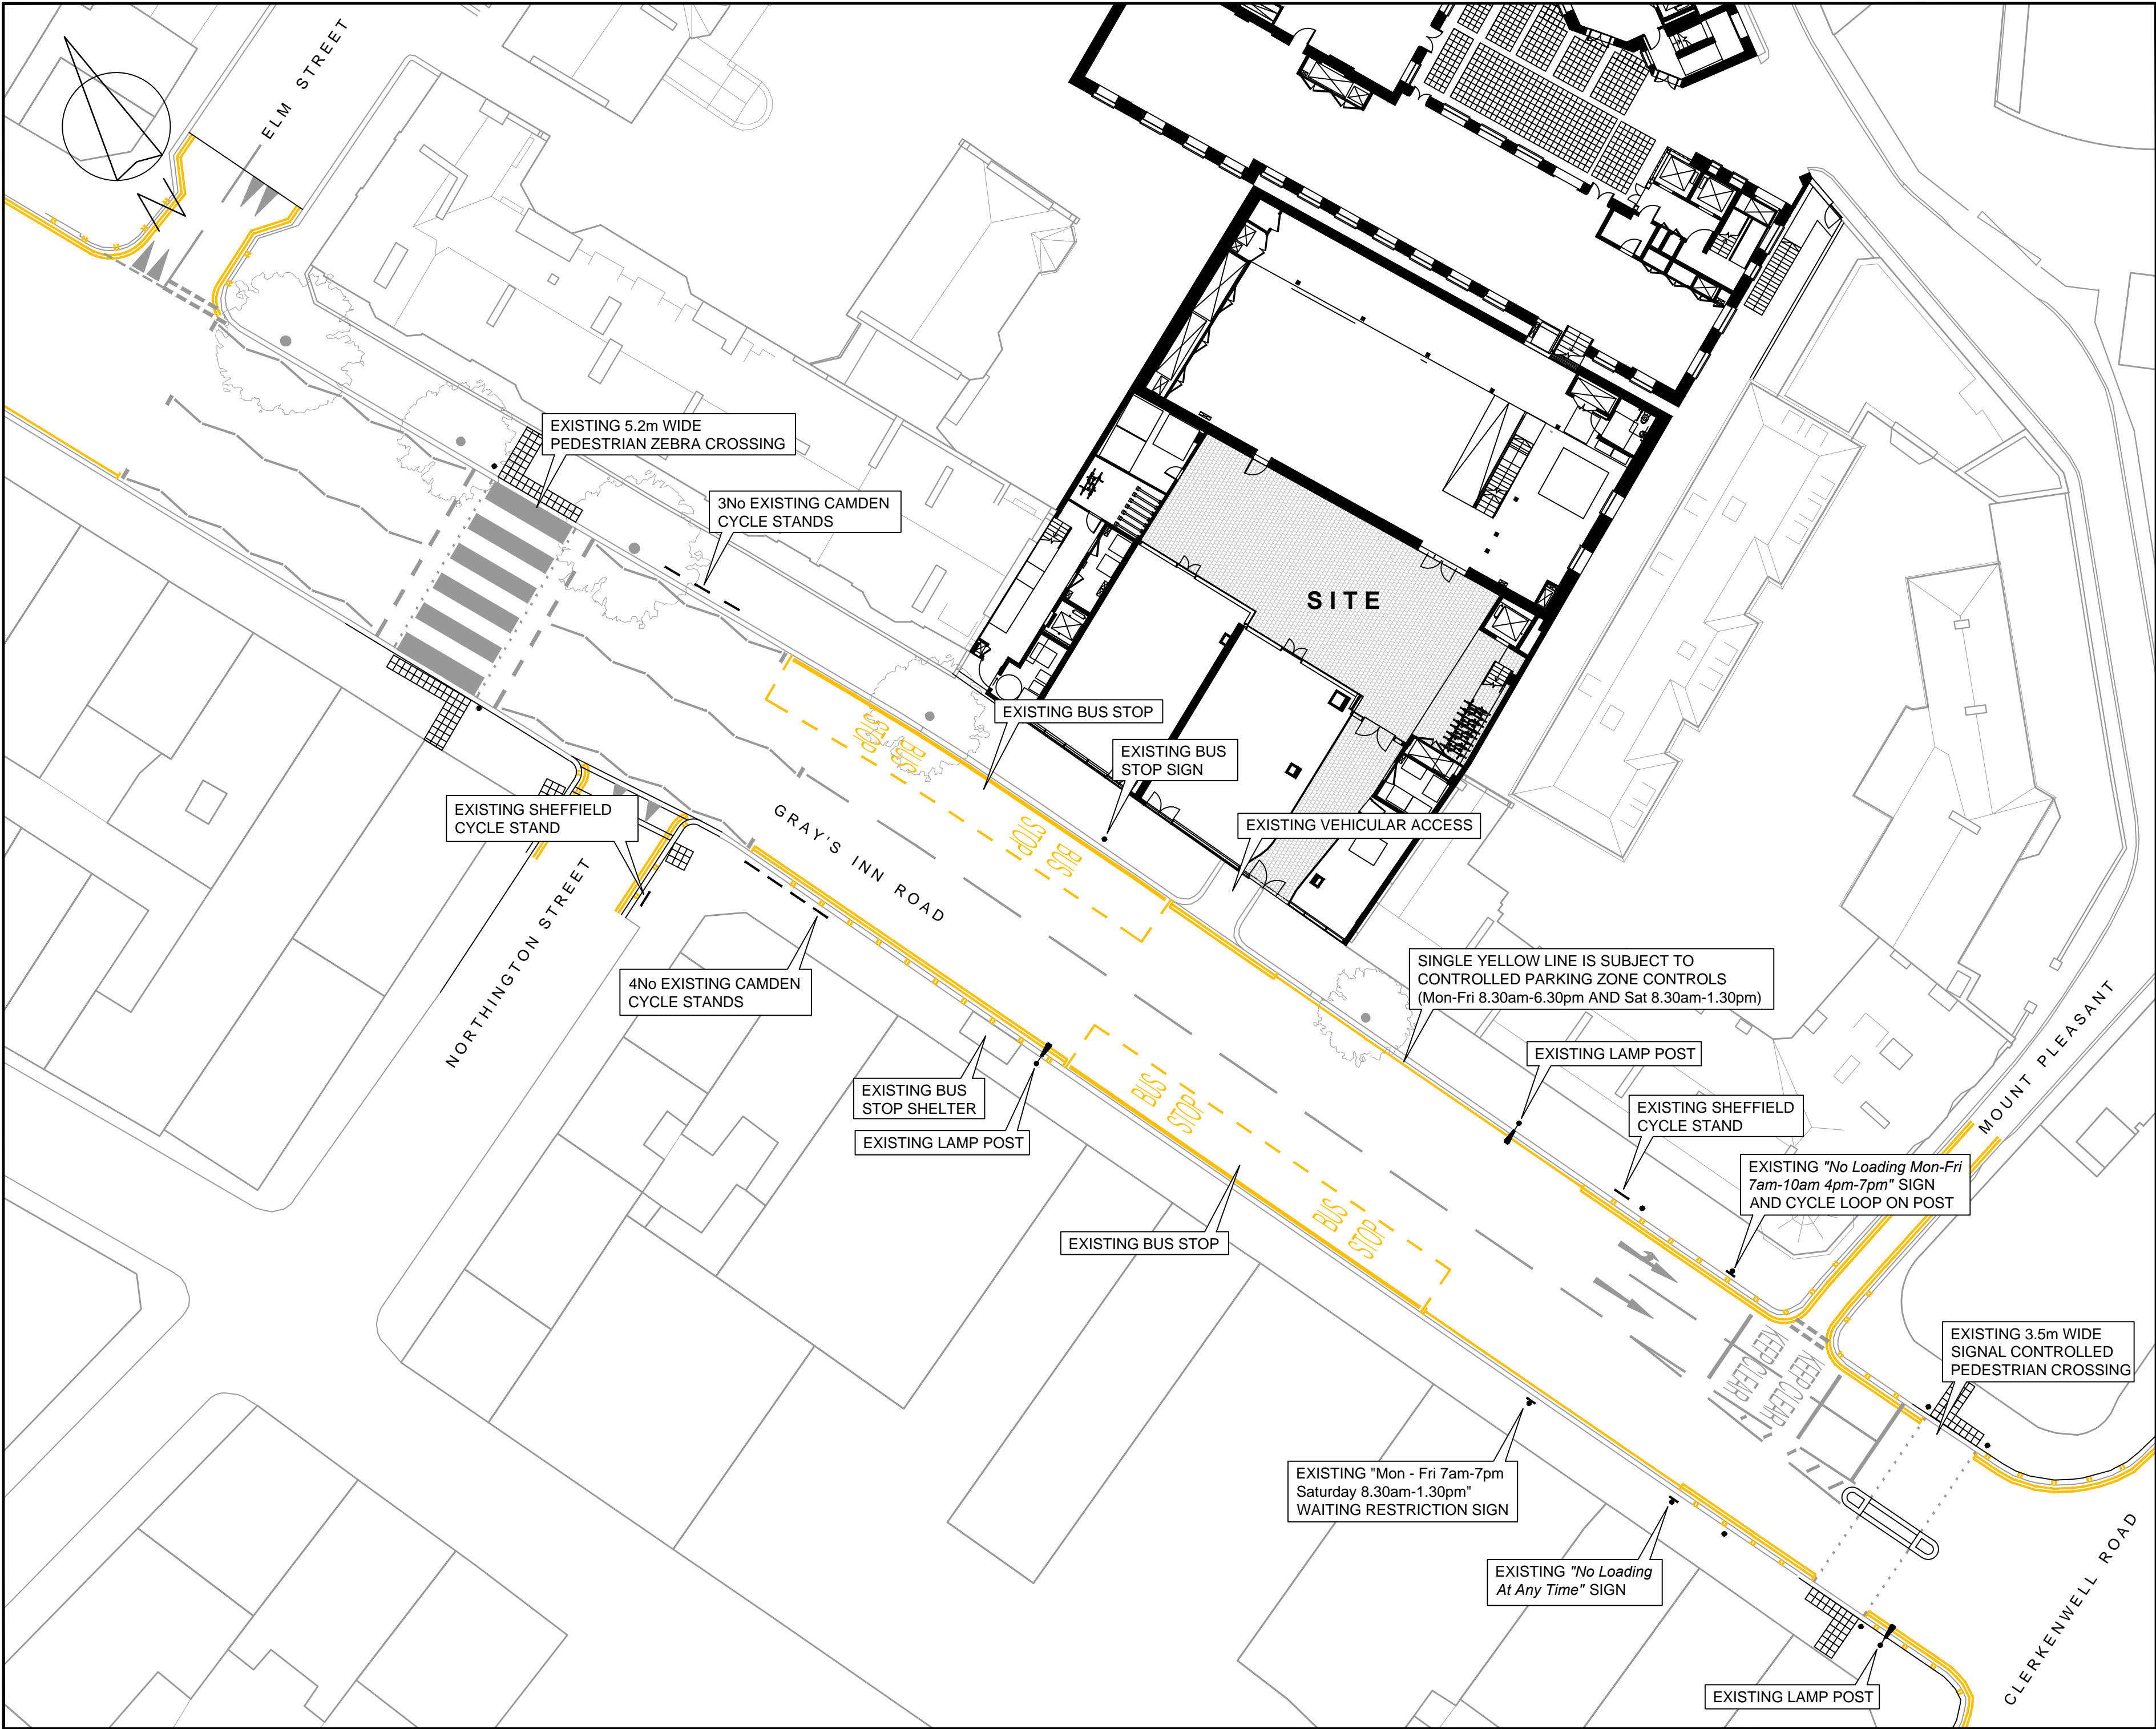 ELM STREET
N
EXISTING 5.2m WIDE
PEDESTRIAN ZEBRA CROSSING
3No EXISTING CAMDEN
CYCLE STANDS
SITE
EXISTING BUS STOP
BUS
STOP
EXISTING BUS
STOP SIGN
EXISTING SHEFFIELD
CYCLE STAND
GRAY'S INN ROAD
BUS
STOP
EXISTING VEHICULAR ACCESS
NORTHINGTON STREET
4No EXISTING CAMDEN
CYCLE STANDS
SINGLE YELLOW LINE IS SUBJECT TO
CONTROLLED PARKING ZONE CONTROLS
(Mon-Fri 8.30am-6.30pm AND Sat 8.30am-1.30pm)
MOUNT PLEASANT
EXISTING LAMP POST
EXISTING BUS
STOP SHELTER
BUS
STOP
EXISTING SHEFFIELD
CYCLE STAND
EXISTING LAMP POST
EXISTING "No Loading Mon-Fri
7am-10am 4pm-7pm" SIGN
AND CYCLE LOOP ON POST
EXISTING BUS STOP
BUS
STOP
KEEP
CLEAR
KEEP
CLEAR
EXISTING 3.5m WIDE
SIGNAL CONTROLLED
PEDESTRIAN CROSSING
EXISTING "Mon - Fri 7am-7pm
Saturday 8.30am-1.30pm"
WAITING RESTRICTION SIGN
EXISTING "No Loading
At Any Time" SIGN
CLERKENWELL ROAD
EXISTING LAMP POST